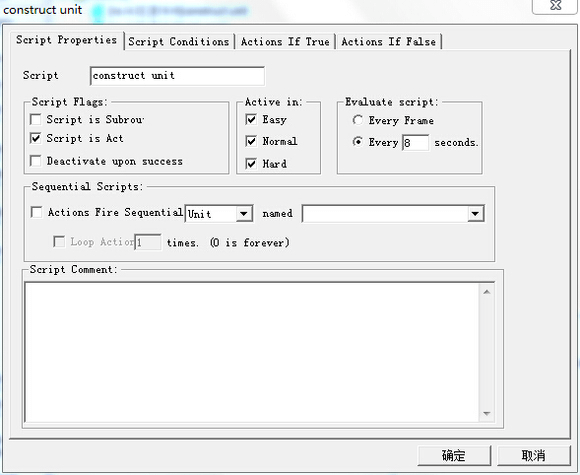 construct unit
Script Properties Script Conditions Actions If True Actions If False
Script construct unit
Script Flags: Active in: Evaluate script:
Script is Subrou Easy Every Frame
Script is Act Normal Every 8 seconds.
Deactivate upon success Hard
Sequential Scripts:
Actions Fire Sequential Unit named
Loop Action 1 times. (0 is forever)
Script Comment:
确定 取消